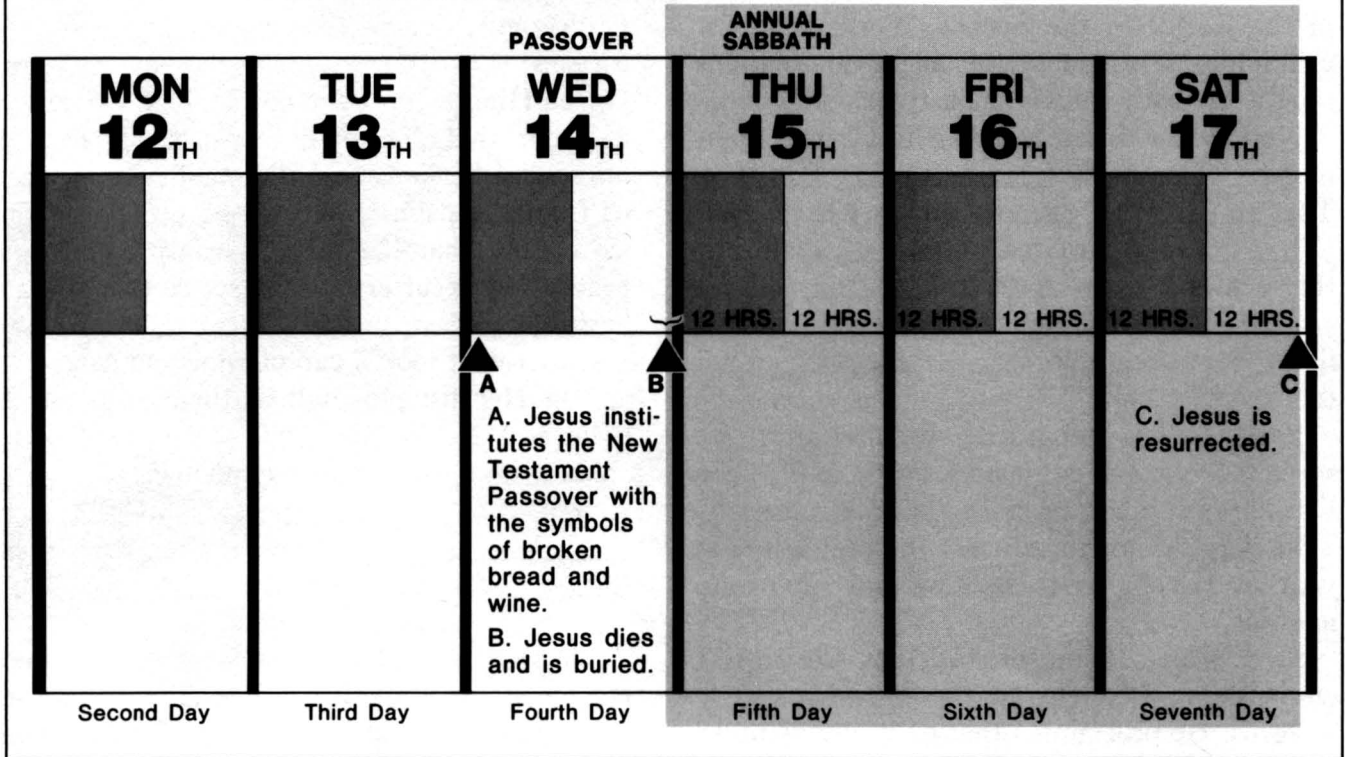 PASSOVER
ANNUAL
SABBATH
MON
12TH
TUE
13TH
WED
14TH
THU
15TH
FRI
16TH
SAT
17TH
12 HRS. 12 HRS. 12 HRS. 12 HRS. 12 HRS. 12 HRS.
A
B
C
A. Jesus insti-
tutes the New
Testament
Passover with
the symbols
of broken
bread and
wine.
B. Jesus dies
and is buried.
C. Jesus is
resurrected.
Second Day
Third Day
Fourth Day
Fifth Day
Sixth Day
Seventh Day